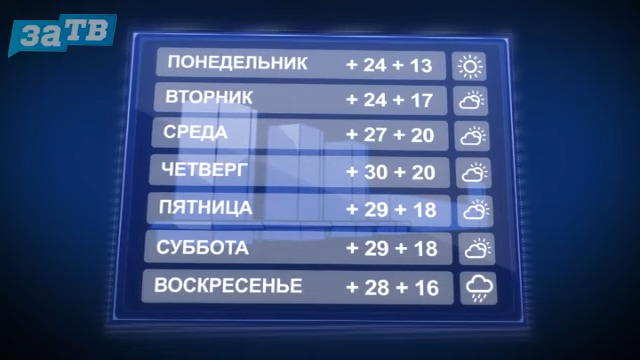 заТВ
ПОНЕДЕЛЬНИК + 24 + 13
ВТОРНИК + 24 + 17
СРЕДА + 27 + 20
ЧЕТВЕРГ + 30 + 20
ПЯТНИЦА + 29 + 18
СУББОТА + 29 + 18
ВОСКРЕСЕНЬЕ + 28 + 16